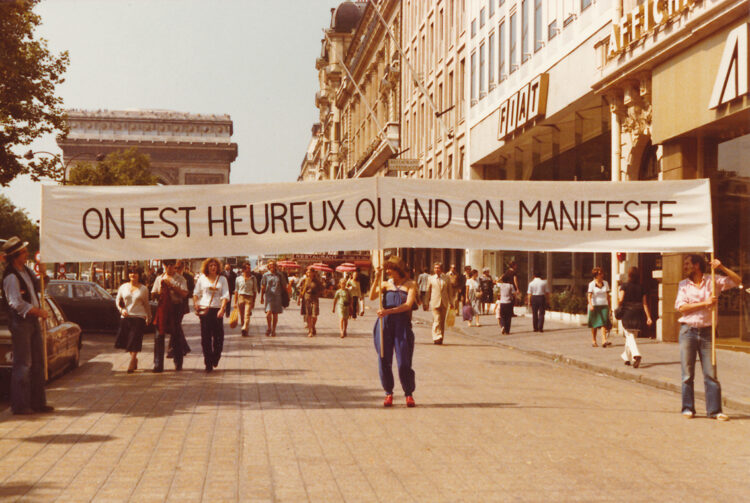 ON EST HEUREUX QUAND ON MANIFESTE
FIAT